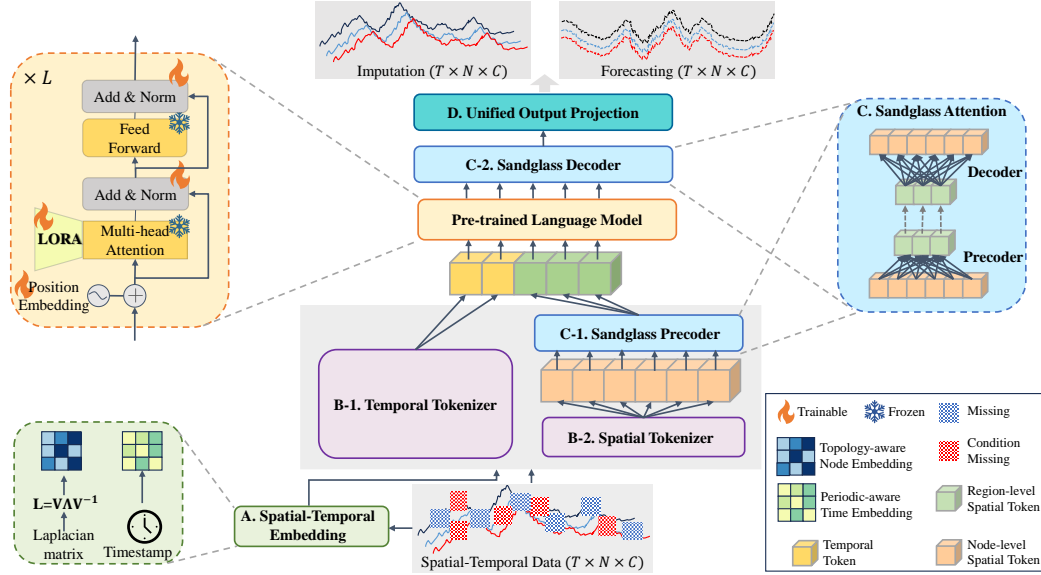 Imputation (T × N × C)
Forecasting (T × N × C)
× L
Add & Norm
Feed
Forward
Add & Norm
LORA
Multi-head
Attention
Position
Embedding
D. Unified Output Projection
C-2. Sandglass Decoder
Pre-trained Language Model
C-1. Sandglass Precoder
B-1. Temporal Tokenizer
B-2. Spatial Tokenizer
C. Sandglass Attention
Decoder
Precoder
L=VΛV⁻¹
Laplacian
matrix
Timestamp
A. Spatial-Temporal
Embedding
Spatial-Temporal Data (T × N × C)
Trainable
Frozen
Missing
Topology-aware
Node Embedding
Condition
Missing
Periodic-aware
Time Embedding
Region-level
Spatial Token
Temporal
Token
Node-level
Spatial Token